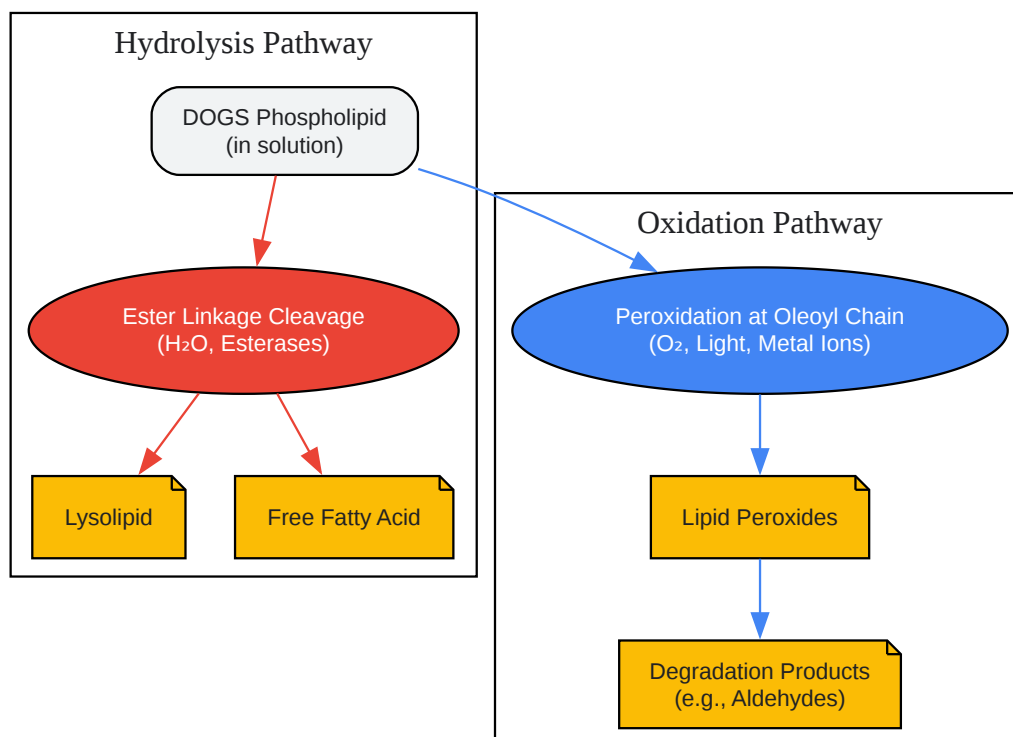 Hydrolysis Pathway
DOGS Phospholipid
(in solution)
Ester Linkage Cleavage
(H₂O, Esterases)
Lysolipid
Free Fatty Acid
Oxidation Pathway
Peroxidation at Oleoyl Chain
(O₂, Light, Metal Ions)
Lipid Peroxides
Degradation Products
(e.g., Aldehydes)